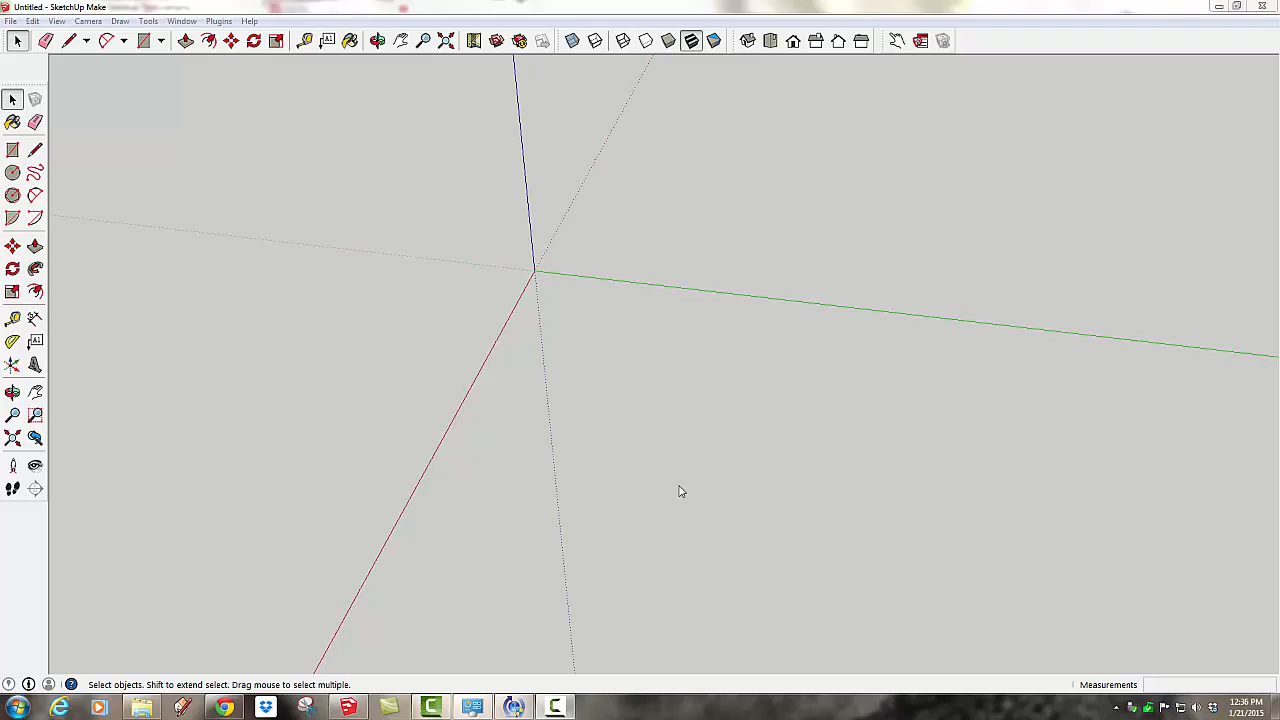 Untitled - SketchUp Make
File Edit View Camera Draw Tools Window Plugins Help
Select objects. Shift to extend select. Drag mouse to select multiple.
Measurements
12:36 PM
1/21/2015